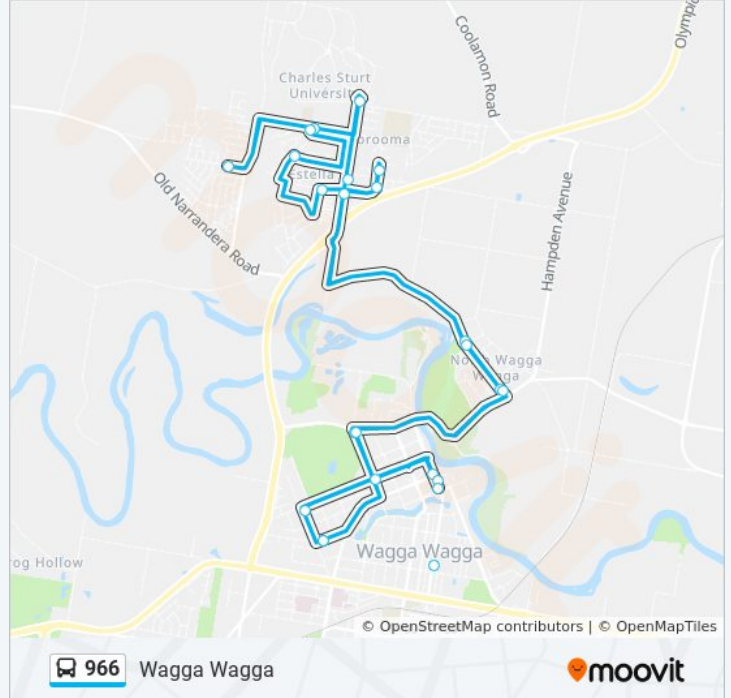 Coolamon Road
Olympic
Charles Sturt
Universit
orooma
Estella
Old Narrandera Road
Hampden Avenue
North Wagga
Wagga
Wagga Wagga
rog Hollow
© OpenStreetMap contributors | © OpenMapTiles
966 Wagga Wagga
moovit